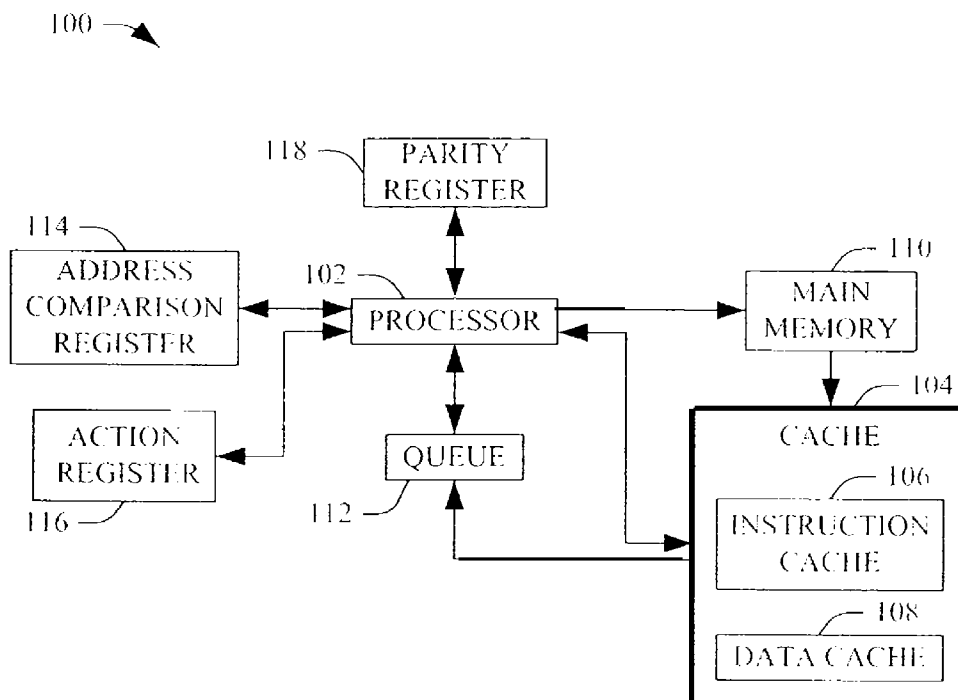 100
118
PARITY
REGISTER
114
ADDRESS
COMPARISON
REGISTER
102
PROCESSOR
110
MAIN
MEMORY
104
CACHE
ACTION
REGISTER
116
QUEUE
112
106
INSTRUCTION
CACHE
108
DATA CACHE